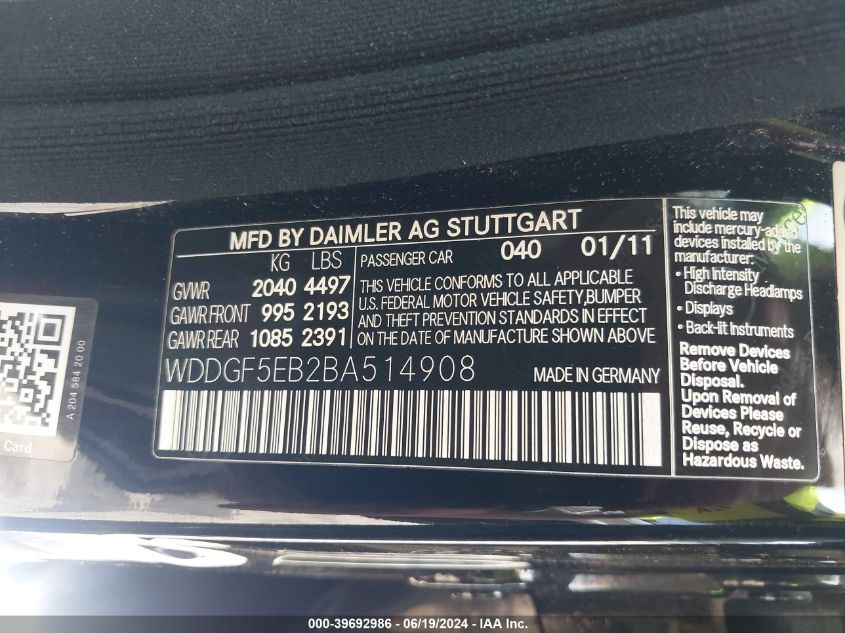 MFD BY DAIMLER AG STUTTGART
KG LBS
GVWR 2040 4497
GAWR FRONT 995 2193
GAWR REAR 1085 2391
PASSENGER CAR 040 01/11
THIS VEHICLE CONFORMS TO ALL APPLICABLE
U.S. FEDERAL MOTOR VEHICLE SAFETY,BUMPER
AND THEFT PREVENTION STANDARDS IN EFFECT
ON THE DATE OF MANUFACTURE SHOWN ABOVE
WDDGF5EB2BA514908 MADE IN GERMANY
This vehicle may
include mercury-added
devices installed by the
manufacturer:
• High Intensity
Discharge Headlamps
• Displays
• Back-lit Instruments
Remove Devices
Before Vehicle
Disposal.
Upon Removal of
Devices Please
Reuse, Recycle or
Dispose as
Hazardous Waste.
A 204 584 20 00
Card
000-39692986 - 06/19/2024 - IAA Inc.